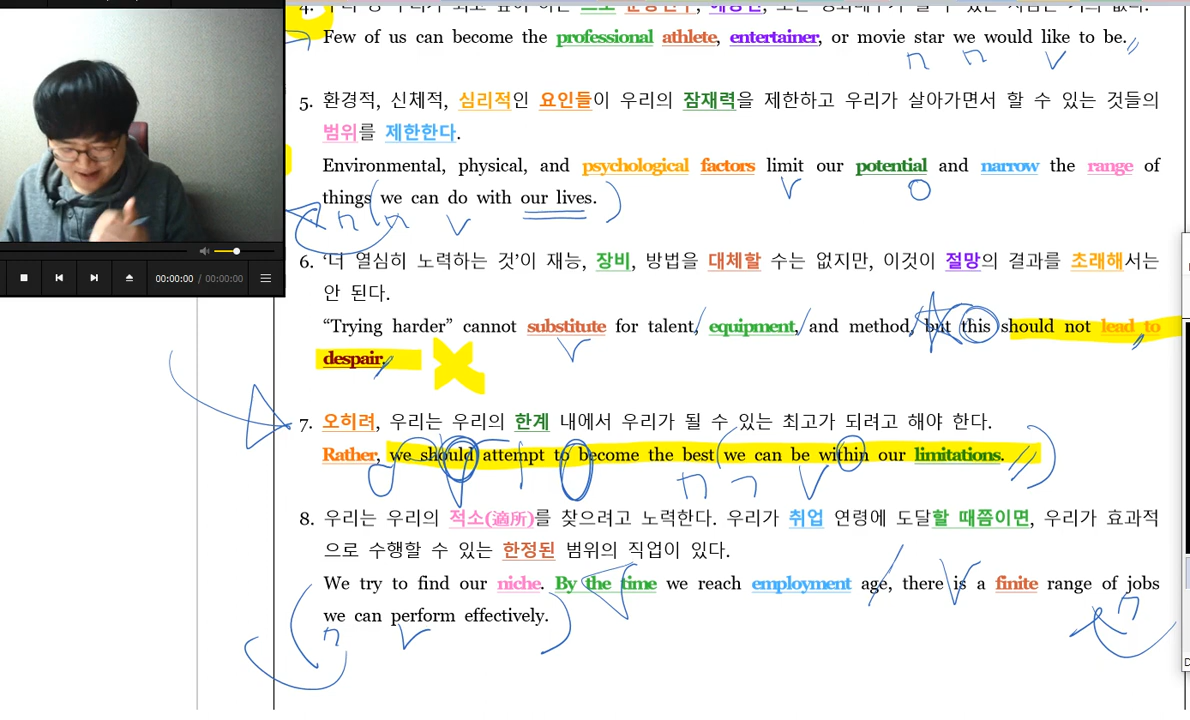 4.
Few of us can become the professional athlete, entertainer, or movie star we would like to be.
5. 환경적, 신체적, 심리적인 요인들이 우리의 잠재력을 제한하고 우리가 살아가면서 할 수 있는 것들의
범위를 제한한다.
Environmental, physical, and psychological factors limit our potential and narrow the range of
things we can do with our lives.
6. ‘더 열심히 노력하는 것’이 재능, 장비, 방법을 대체할 수는 없지만, 이것이 절망의 결과를 초래해서는
안 된다.
“Trying harder” cannot substitute for talent, equipment, and method, but this should not lead to
despair.
7. 오히려, 우리는 우리의 한계 내에서 우리가 될 수 있는 최고가 되려고 해야 한다.
Rather, we should attempt to become the best we can be within our limitations.
8. 우리는 우리의 적소(適所)를 찾으려고 노력한다. 우리가 취업 연령에 도달할 때쯤이면, 우리가 효과적
으로 수행할 수 있는 한정된 범위의 직업이 있다.
We try to find our niche. By the time we reach employment age, there is a finite range of jobs
we can perform effectively.
00:00:00 / 00:00:00